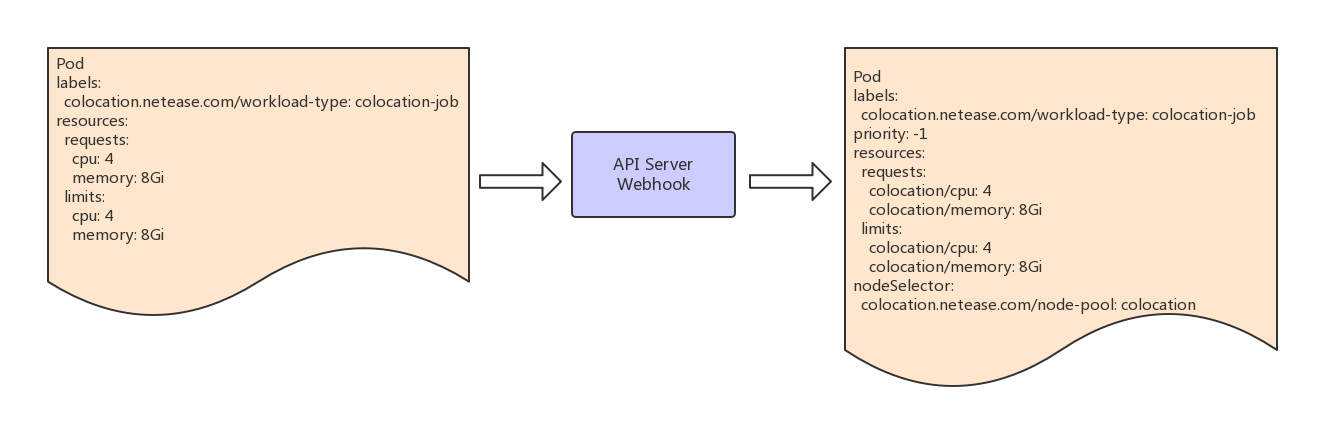 Pod
labels:
  colocation.netease.com/workload-type: colocation-job
resources:
  requests:
    cpu: 4
    memory: 8Gi
  limits:
    cpu: 4
    memory: 8Gi
API Server
Webhook
Pod
labels:
  colocation.netease.com/workload-type: colocation-job
priority: -1
resources:
  requests:
    colocation/cpu: 4
    colocation/memory: 8Gi
  limits:
    colocation/cpu: 4
    colocation/memory: 8Gi
nodeSelector:
  colocation.netease.com/node-pool: colocation